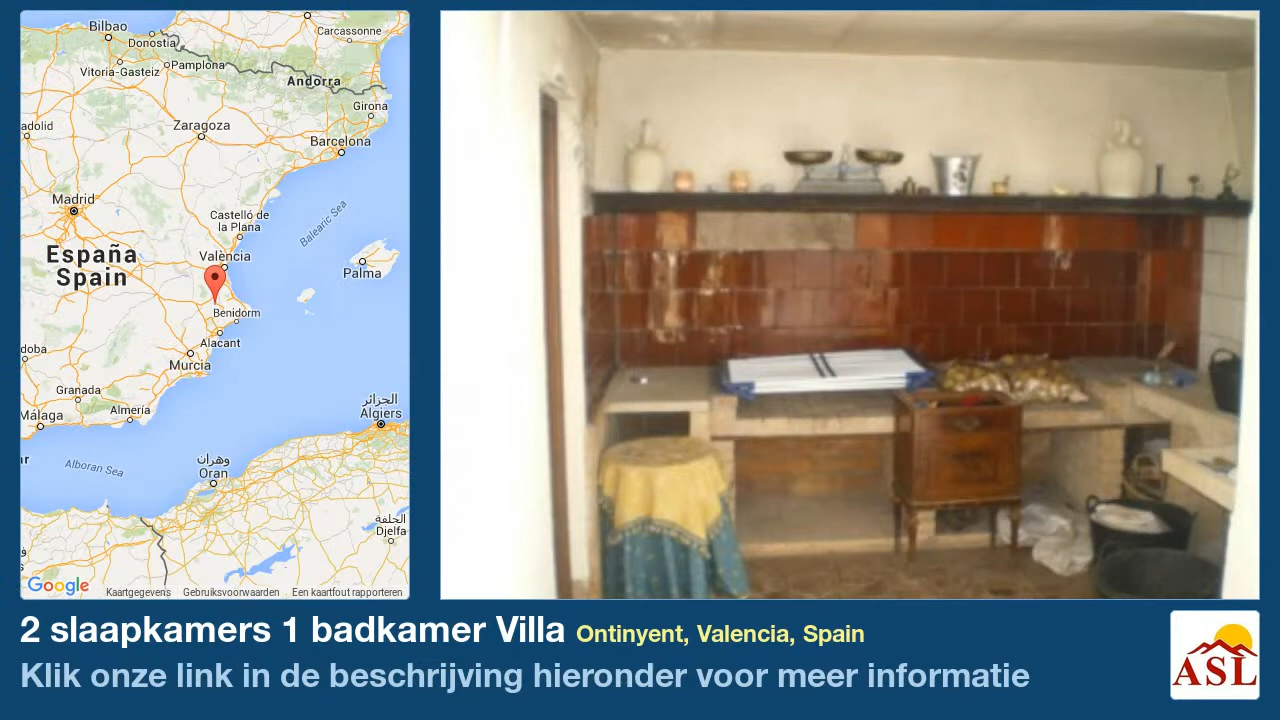 Bilbao
Donostia
Carcassonne
Vitoria-Gasteiz
Pamplona
Andorra
Girona
adolid
Zaragoza
Barcelona
Madrid
Castelló de
la Plana
Balearic Sea
España
Spain
València
Palma
Benidorm
Alacant
doba
Murcia
Granada
Málaga
Almería
الجزائر
Algiers
ar
Alboran Sea
وهران
Oran
الجلفة
Djelfa
Google
Kaartgegevens Gebruiksvoorwaarden Een kaartfout rapporteren
2 slaapkamers 1 badkamer Villa Ontinyent, Valencia, Spain
Klik onze link in de beschrijving hieronder voor meer informatie
ASL